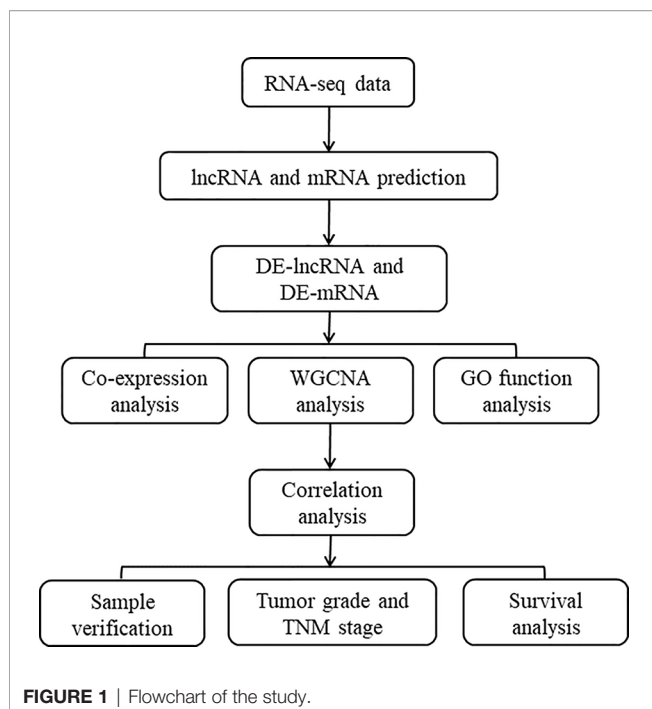 RNA-seq data
lncRNA and mRNA prediction
DE-lncRNA and
DE-mRNA
Co-expression
analysis
WGCNA
analysis
GO function
analysis
Correlation
analysis
Sample
verification
Tumor grade and
TNM stage
Survival
analysis
FIGURE 1 | Flowchart of the study.